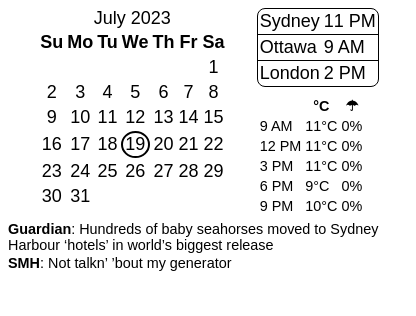 July 2023
Su Mo Tu We Th Fr Sa
1
2 3 4 5 6 7 8
9 10 11 12 13 14 15
16 17 18 19 20 21 22
23 24 25 26 27 28 29
30 31
Sydney 11 PM
Ottawa 9 AM
London 2 PM
°C ☂
9 AM 11°C 0%
12 PM 11°C 0%
3 PM 11°C 0%
6 PM 9°C 0%
9 PM 10°C 0%
Guardian: Hundreds of baby seahorses moved to Sydney
Harbour ‘hotels’ in world’s biggest release
SMH: Not talkn’ ’bout my generator